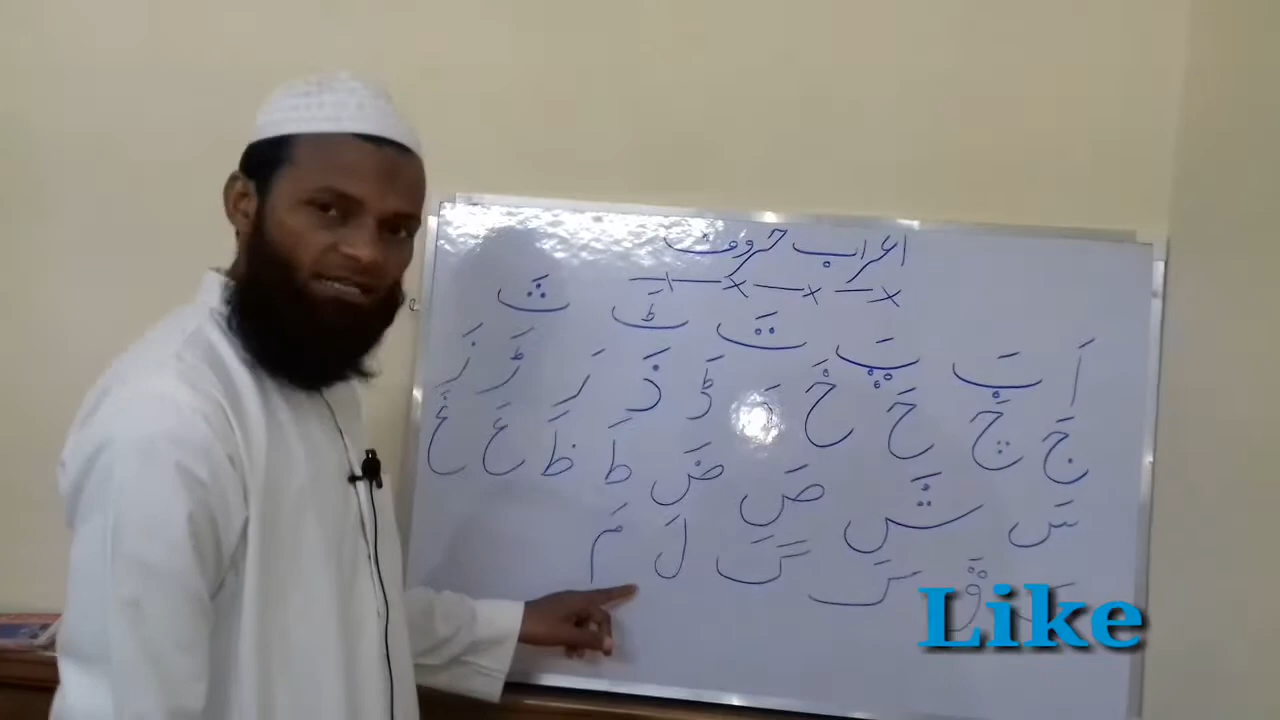 اعراب حروف
اَ بَ پَ تَ ٹَ ثَ
جَ چَ حَ خَ دَ ڈَ ذَ رَ ڑَ زَ
سَ شَ صَ ضَ طَ ظَ عَ غَ
قَ کَ گَ لَ مَ
Like